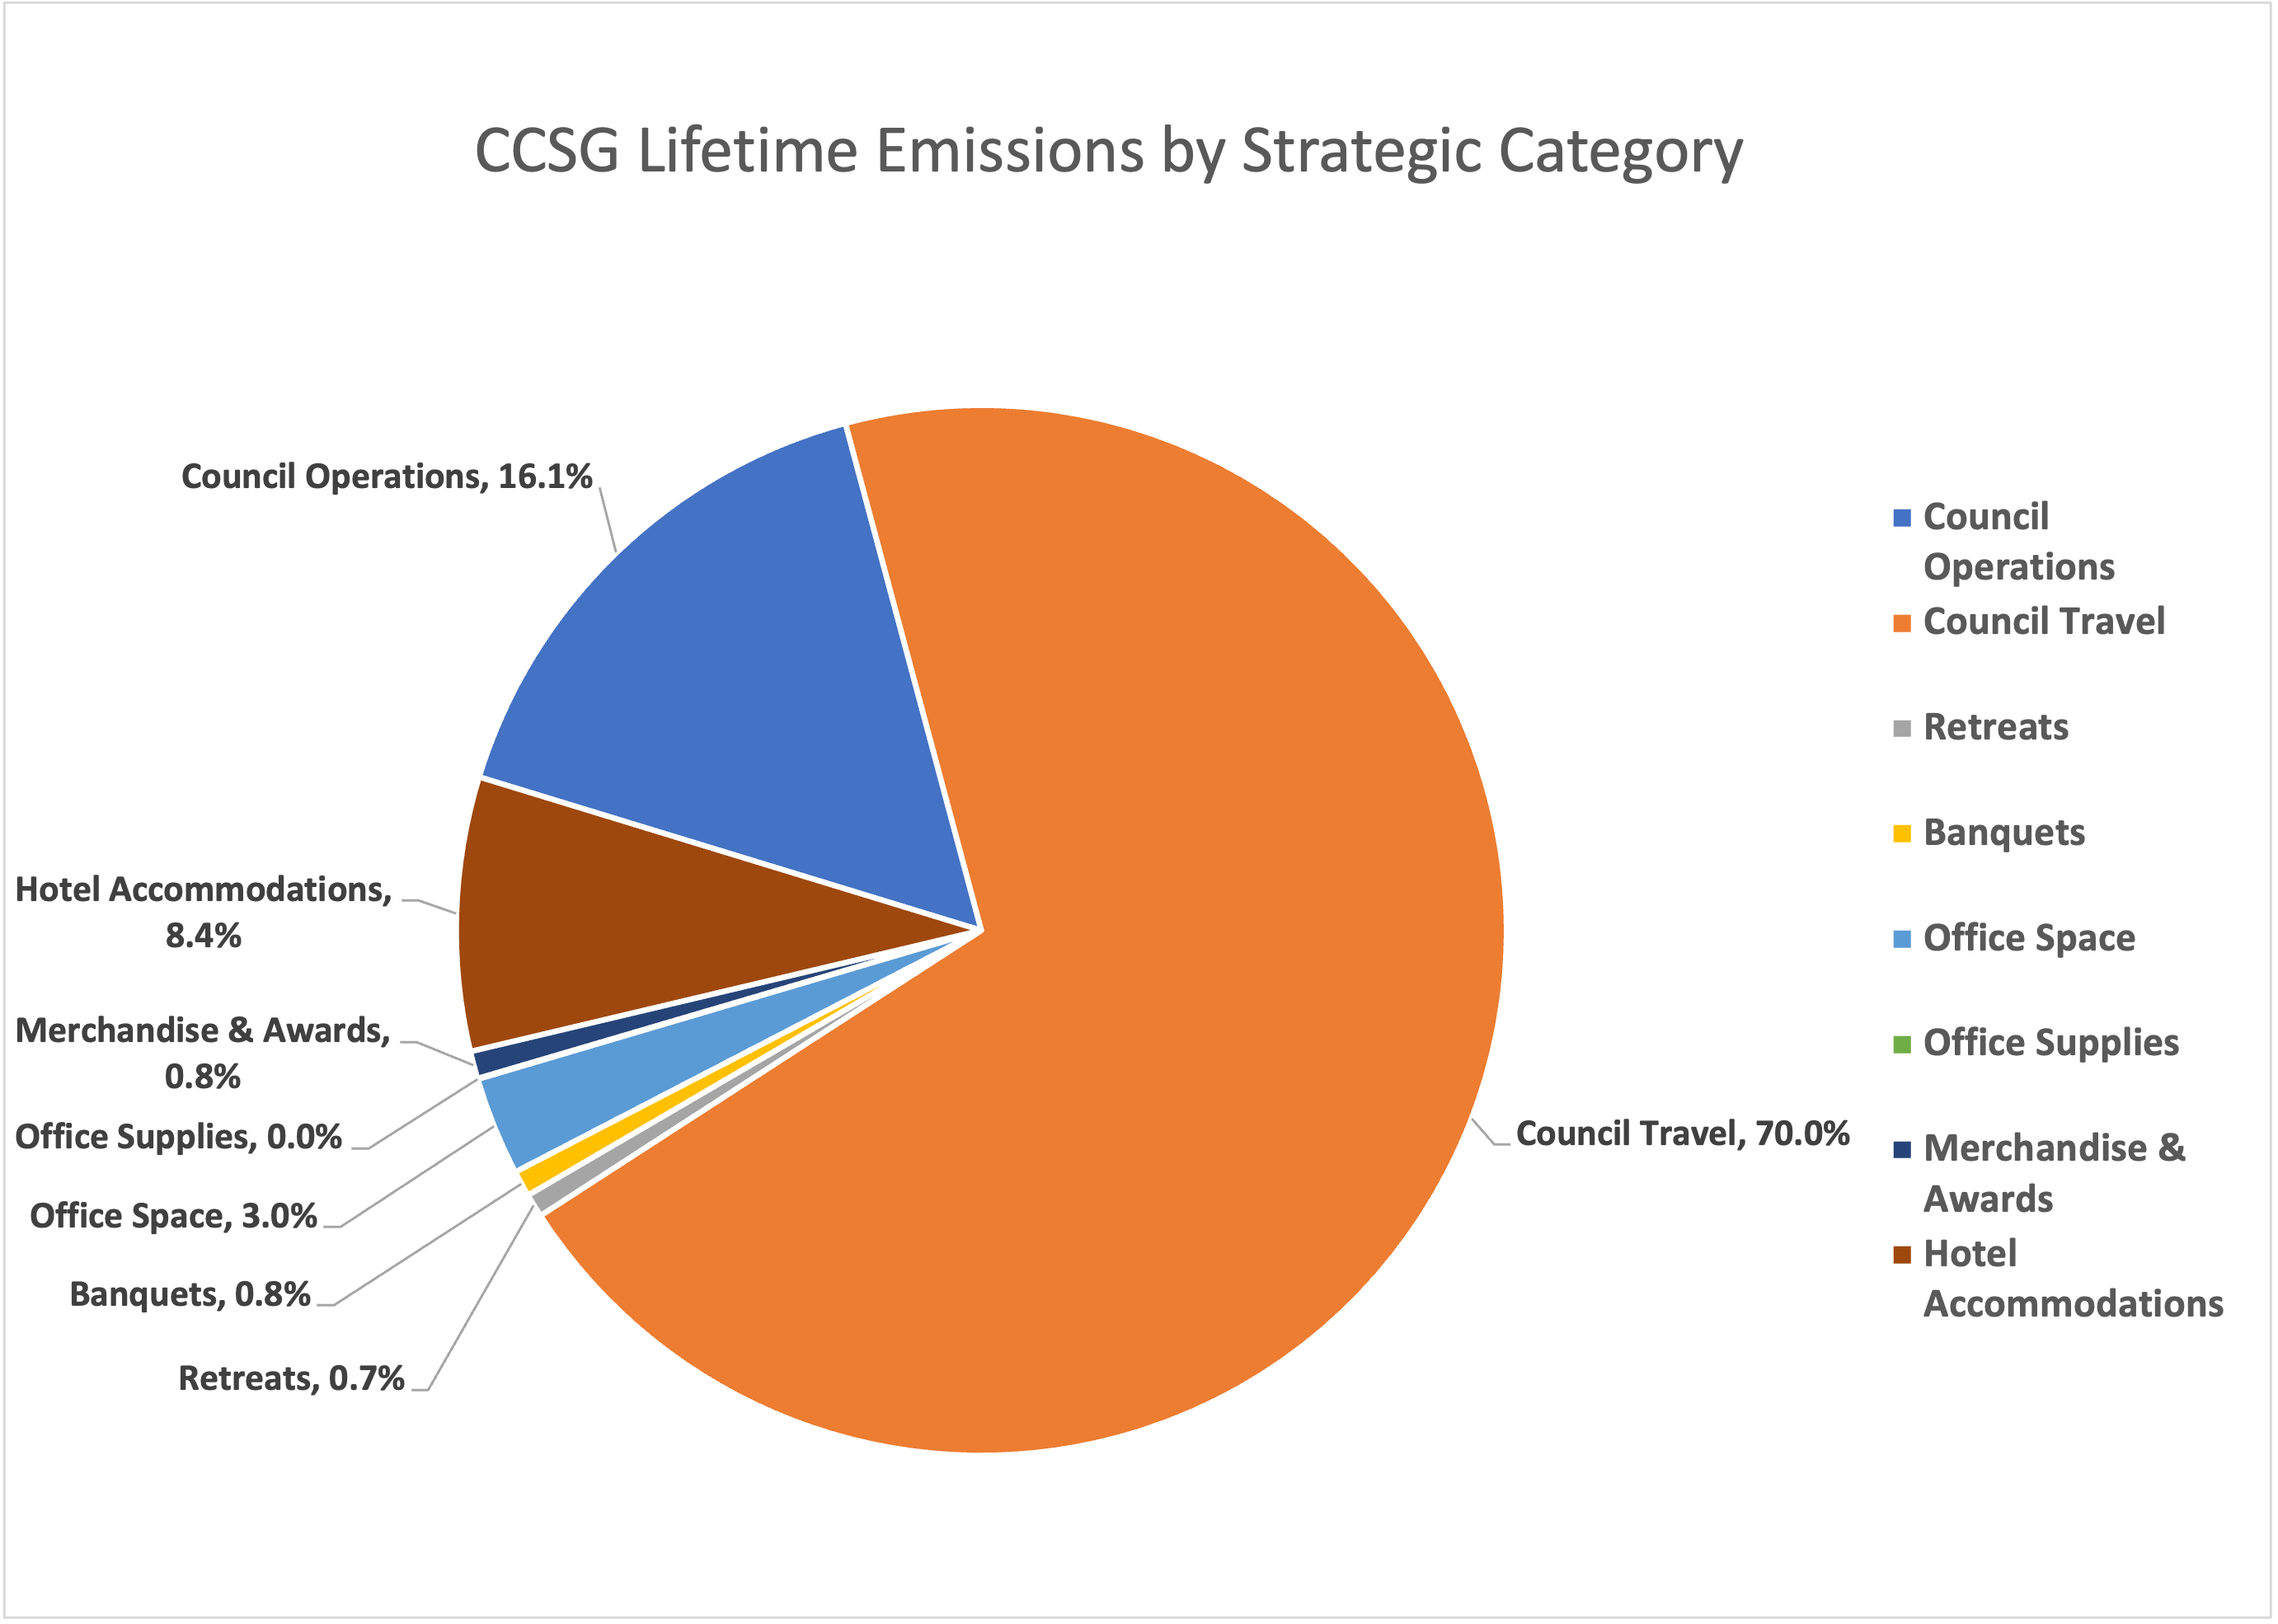 CCSG Lifetime Emissions by Strategic Category
Council Operations, 16.1%
Hotel Accommodations,
8.4%
Merchandise & Awards,
0.8%
Office Supplies, 0.0%
Office Space, 3.0%
Banquets, 0.8%
Retreats, 0.7%
Council Travel, 70.0%
Council
Operations
Council Travel
Retreats
Banquets
Office Space
Office Supplies
Merchandise &
Awards
Hotel
Accommodations